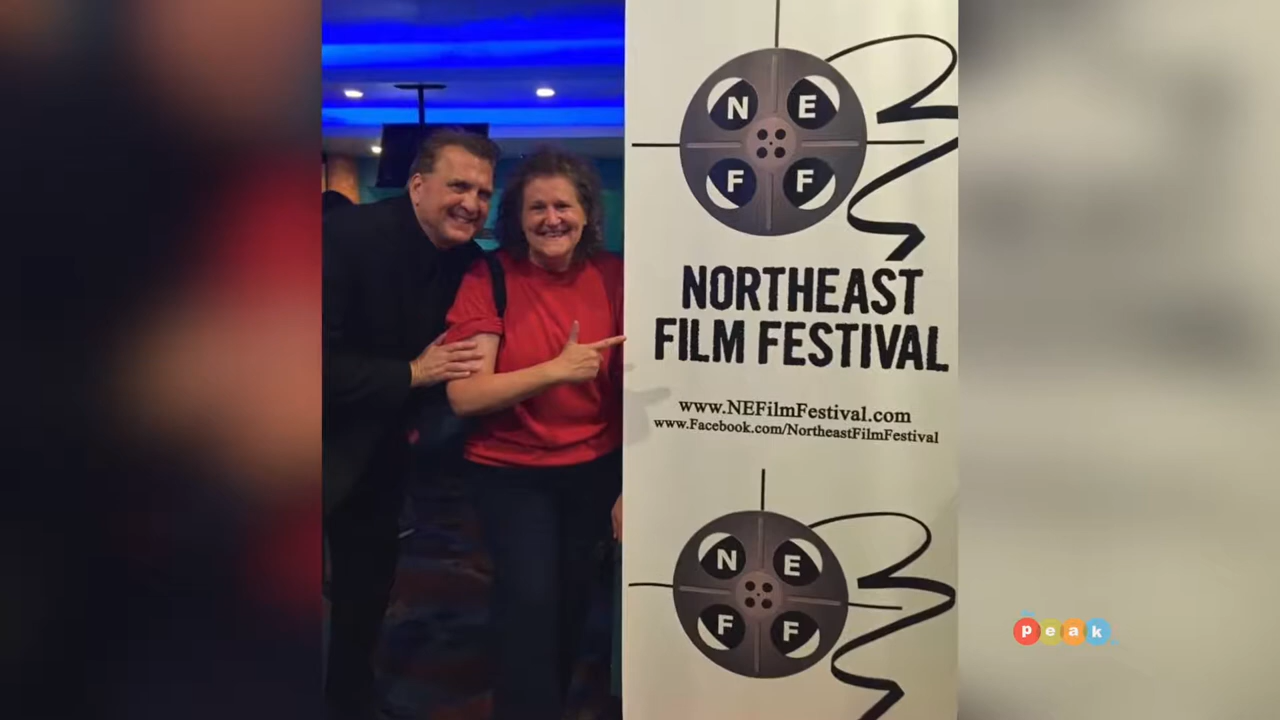 N E
F F
NORTHEAST
FILM FESTIVAL
www.NEFilmFestival.com
www.Facebook.com/NortheastFilmFestival
N E
F F
peak